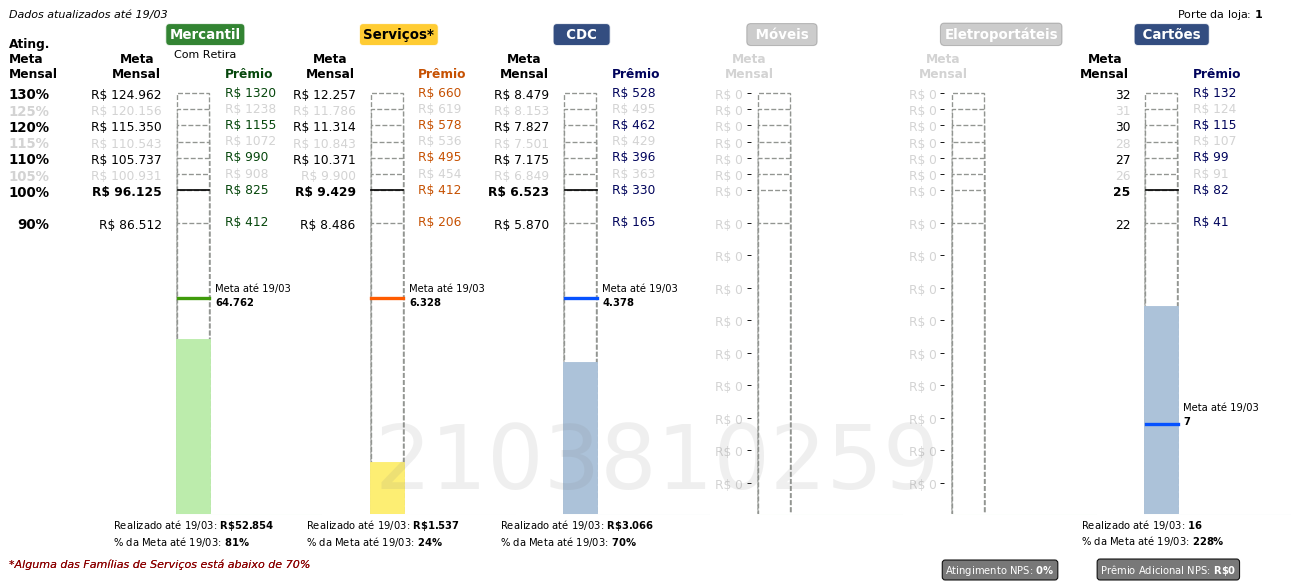 Dados atualizados até 19/03
Porte da loja: 1
Mercantil Serviços* CDC Móveis Eletroportáteis Cartões
Com Retira
Ating. Meta Mensal
Meta Mensal Prêmio Meta Mensal Prêmio Meta Mensal Prêmio Meta Mensal Meta Mensal Meta Mensal Prêmio
130% R$ 124.962 R$ 1320 R$ 12.257 R$ 660 R$ 8.479 R$ 528 R$ 0 R$ 0 32 R$ 132
125% R$ 120.156 R$ 1238 R$ 11.786 R$ 619 R$ 8.153 R$ 495 R$ 0 R$ 0 31 R$ 124
120% R$ 115.350 R$ 1155 R$ 11.314 R$ 578 R$ 7.827 R$ 462 R$ 0 R$ 0 30 R$ 115
115% R$ 110.543 R$ 1072 R$ 10.843 R$ 536 R$ 7.501 R$ 429 R$ 0 R$ 0 28 R$ 107
110% R$ 105.737 R$ 990 R$ 10.371 R$ 495 R$ 7.175 R$ 396 R$ 0 R$ 0 27 R$ 99
105% R$ 100.931 R$ 908 R$ 9.900 R$ 454 R$ 6.849 R$ 363 R$ 0 R$ 0 26 R$ 91
100% R$ 96.125 R$ 825 R$ 9.429 R$ 412 R$ 6.523 R$ 330 R$ 0 R$ 0 25 R$ 82
90% R$ 86.512 R$ 412 R$ 8.486 R$ 206 R$ 5.870 R$ 165 R$ 0 R$ 0 22 R$ 41
R$ 0 R$ 0
Meta até 19/03 Meta até 19/03 Meta até 19/03 R$ 0 R$ 0
64.762 6.328 4.378
R$ 0 R$ 0
R$ 0 R$ 0
R$ 0 R$ 0
Meta até 19/03
7
R$ 0 R$ 0
R$ 0 R$ 0
2103810259
R$ 0 R$ 0
Realizado até 19/03: R$52.854 Realizado até 19/03: R$1.537 Realizado até 19/03: R$3.066 Realizado até 19/03: 16
% da Meta até 19/03: 81% % da Meta até 19/03: 24% % da Meta até 19/03: 70% % da Meta até 19/03: 228%
*Alguma das Famílias de Serviços está abaixo de 70%
Atingimento NPS: 0% Prêmio Adicional NPS: R$0